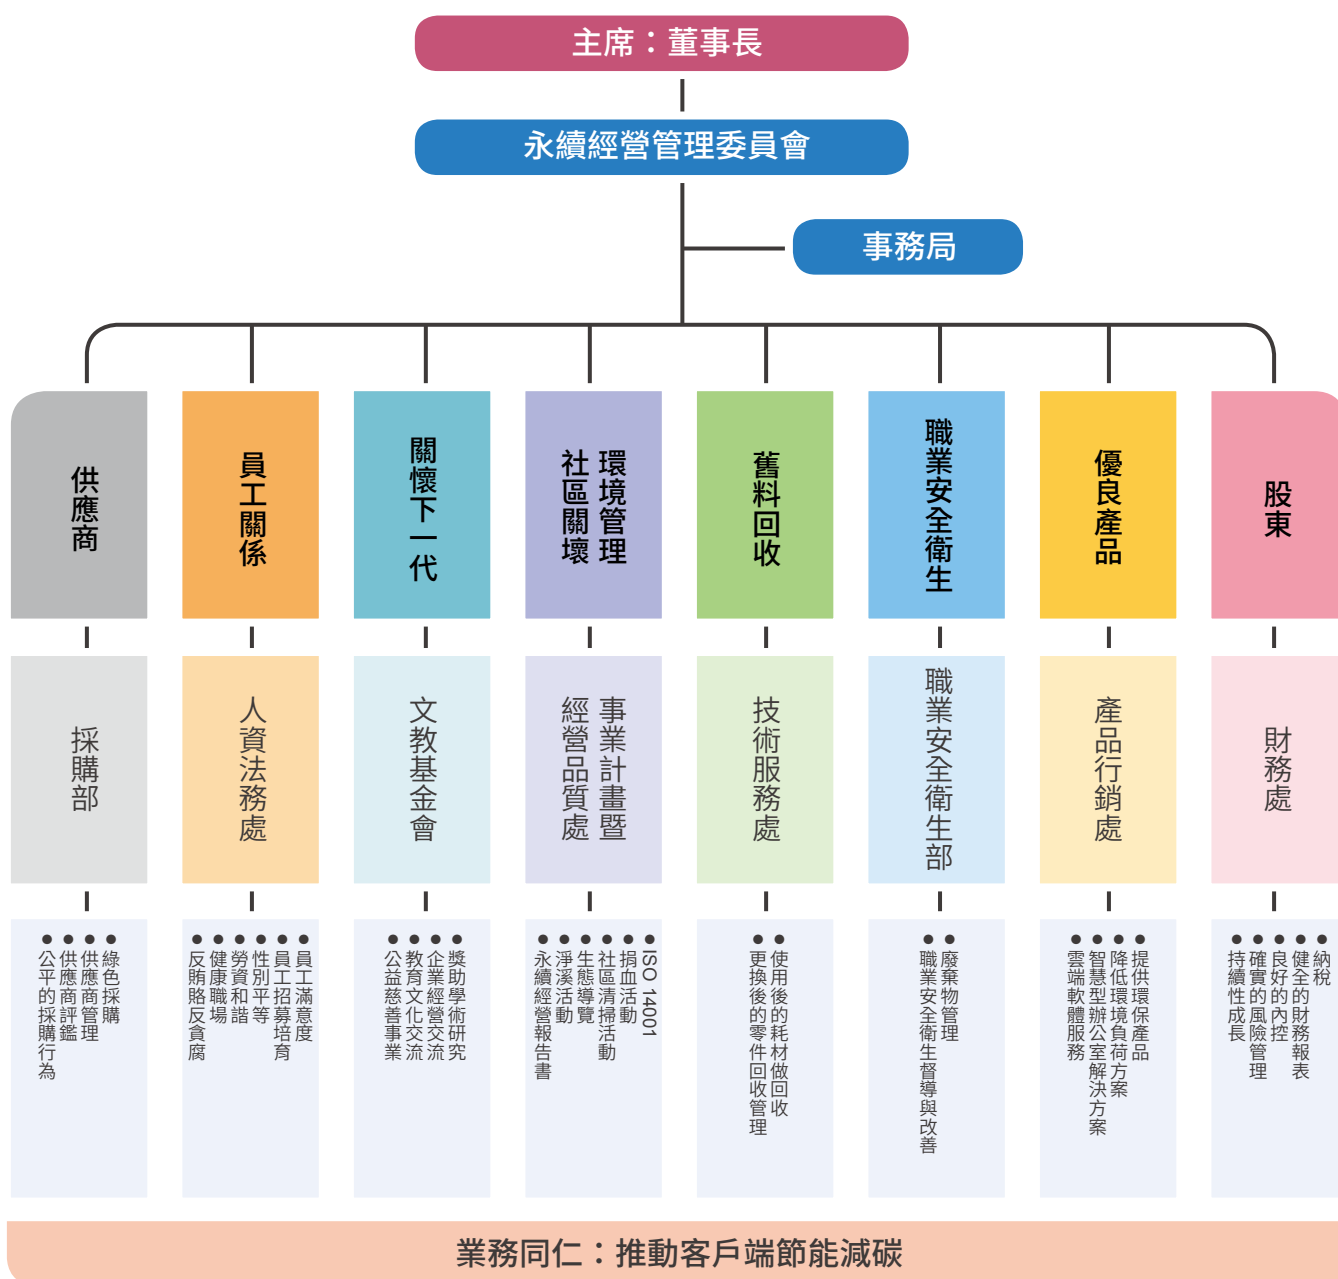 主席：董事長
永續經營管理委員會
事務局
供應商
員工關係
關懷下一代
環境管理
社區關壞
舊料回收
職業安全衛生
優良產品
股東
採購部
人資法務處
文教基金會
事業計畫暨
經營品質處
技術服務處
職業安全衛生部
產品行銷處
財務處
● 綠色採購
● 供應商管理
● 供應商評鑑
● 公平的採購行為
● 員工滿意度
● 員工招募培育
● 性別平等
● 勞資和諧
● 健康職場
● 反賄賂反貪腐
● 獎助學術研究
● 企業經營交流
● 教育文化交流
● 公益慈善事業
● ISO 14001
● 捐血活動
● 社區清掃活動
● 生態導覽
● 淨溪活動
● 永續經營報告書
● 使用後的耗材做回收
● 更換後的零件回收管理
● 廢棄物管理
● 職業安全衛生督導與改善
● 提供環保產品
● 降低環境負荷方案
● 智慧型辦公室解決方案
● 雲端軟體服務
● 納稅
● 健全的財務報表
● 良好的內控
● 確實的風險管理
● 持續性成長
業務同仁：推動客戶端節能減碳